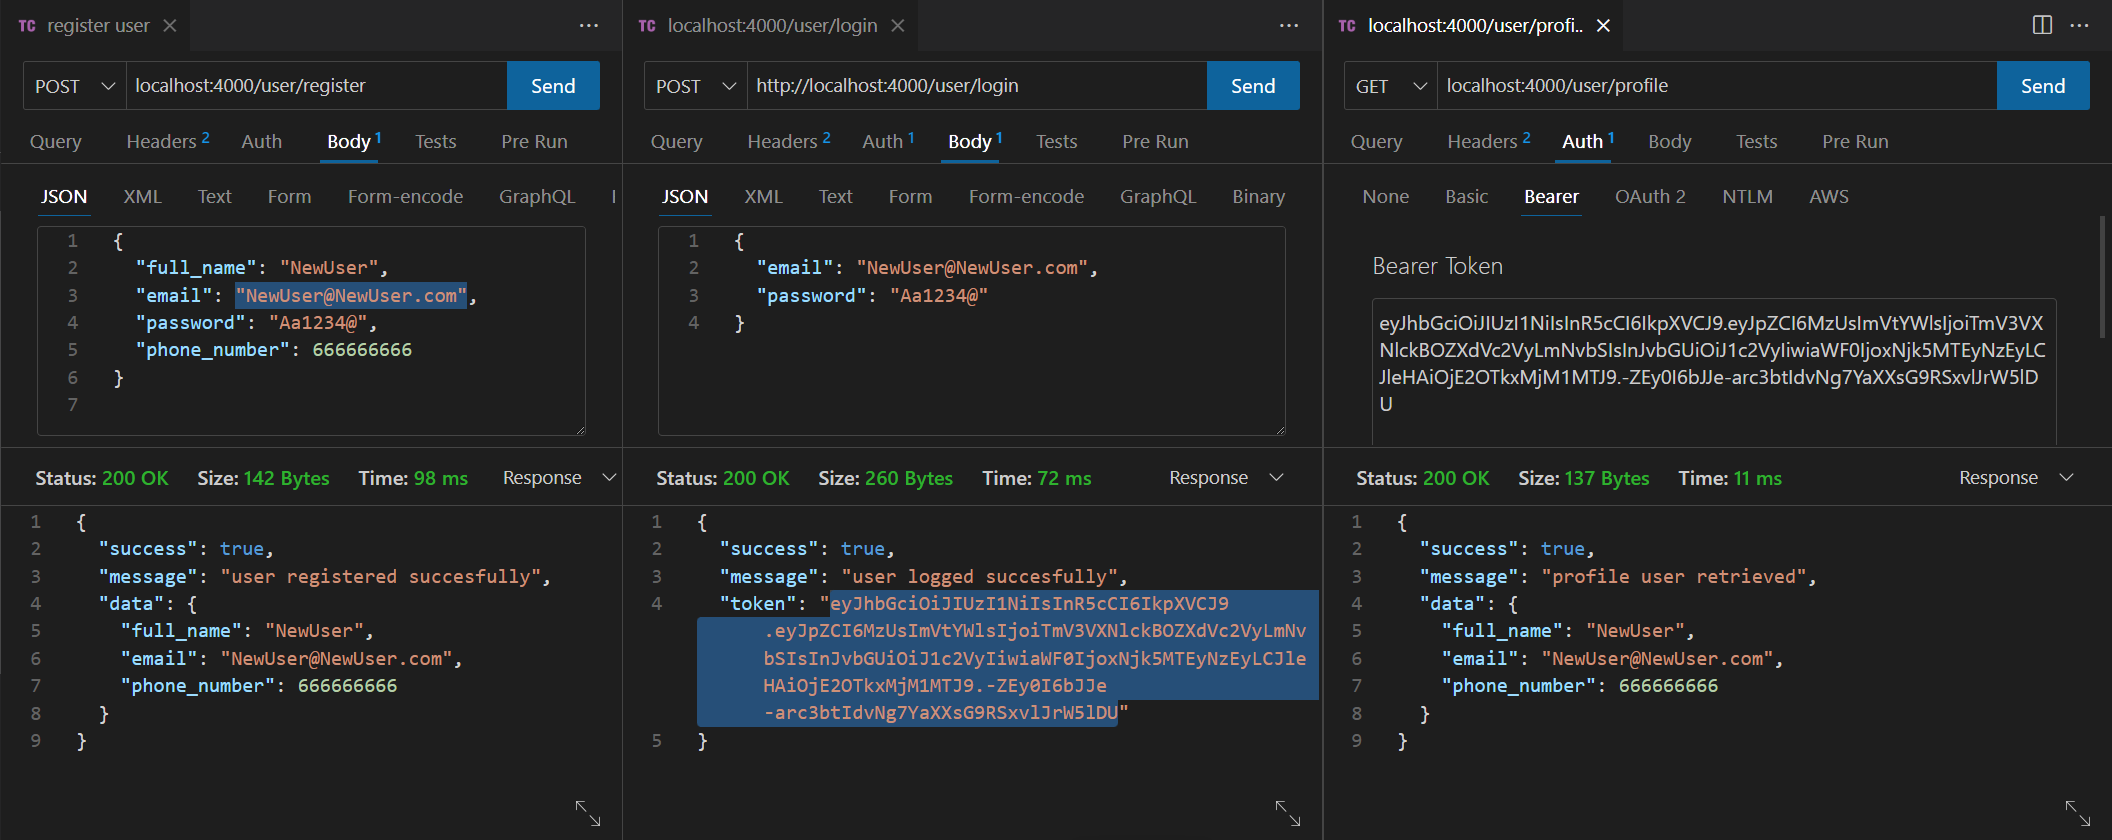 TC register user × ···
POST localhost:4000/user/register Send
Query Headers 2 Auth Body 1 Tests Pre Run
JSON XML Text Form Form-encode GraphQL
1 {
2 "full_name": "NewUser",
3 "email": "NewUser@NewUser.com",
4 "password": "Aa1234@",
5 "phone_number": 666666666
6 }
7
Status: 200 OK Size: 142 Bytes Time: 98 ms Response
1 {
2 "success": true,
3 "message": "user registered succesfully",
4 "data": {
5 "full_name": "NewUser",
6 "email": "NewUser@NewUser.com",
7 "phone_number": 666666666
8 }
9 }
TC localhost:4000/user/login × ···
POST http://localhost:4000/user/login Send
Query Headers 2 Auth 1 Body 1 Tests Pre Run
JSON XML Text Form Form-encode GraphQL Binary
1 {
2 "email": "NewUser@NewUser.com",
3 "password": "Aa1234@"
4 }
Status: 200 OK Size: 260 Bytes Time: 72 ms Response
1 {
2 "success": true,
3 "message": "user logged succesfully",
4 "token": "eyJhbGciOiJIUzI1NiIsInR5cCI6IkpXVCJ9
.eyJpZCI6MzUsImVtYWlsIjoiTmV3VXNlckBOZXdVc2VyLmNv
bSIsInJvbGUiOiJ1c2VyIiwiaWF0IjoxNjk5MTEyNzEyLCJle
HAiOjE2OTkxMjM1MTJ9.-ZEy0I6bJJe
-arc3btIdvNg7YaXXsG9RSxvlJrW5lDU"
5 }
TC localhost:4000/user/profi.. × ···
GET localhost:4000/user/profile Send
Query Headers 2 Auth 1 Body Tests Pre Run
None Basic Bearer OAuth 2 NTLM AWS
Bearer Token
eyJhbGciOiJIUzI1NiIsInR5cCI6IkpXVCJ9.eyJpZCI6MzUsImVtYWlsIjoiTmV3VX
NlckBOZXdVc2VyLmNvbSIsInJvbGUiOiJ1c2VyIiwiaWF0IjoxNjk5MTEyNzEyLC
JleHAiOjE2OTkxMjM1MTJ9.-ZEy0I6bJJe-arc3btIdvNg7YaXXsG9RSxvlJrW5lD
U
Status: 200 OK Size: 137 Bytes Time: 11 ms Response
1 {
2 "success": true,
3 "message": "profile user retrieved",
4 "data": {
5 "full_name": "NewUser",
6 "email": "NewUser@NewUser.com",
7 "phone_number": 666666666
8 }
9 }